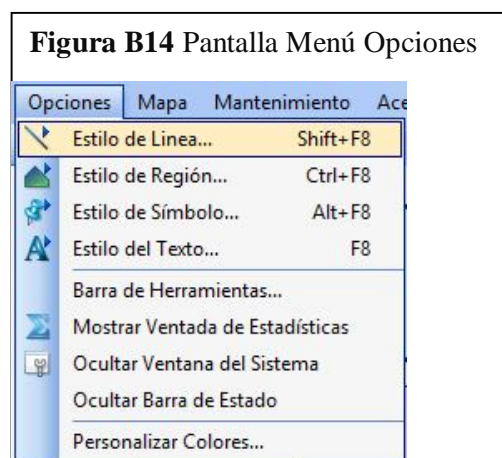 Figura B14 Pantalla Menú Opciones
Opciones Mapa Mantenimiento Ace
Estilo de Linea... Shift+F8
Estilo de Región... Ctrl+F8
Estilo de Símbolo... Alt+F8
Estilo del Texto... F8
Barra de Herramientas...
Mostrar Ventada de Estadísticas
Ocultar Ventana del Sistema
Ocultar Barra de Estado
Personalizar Colores...